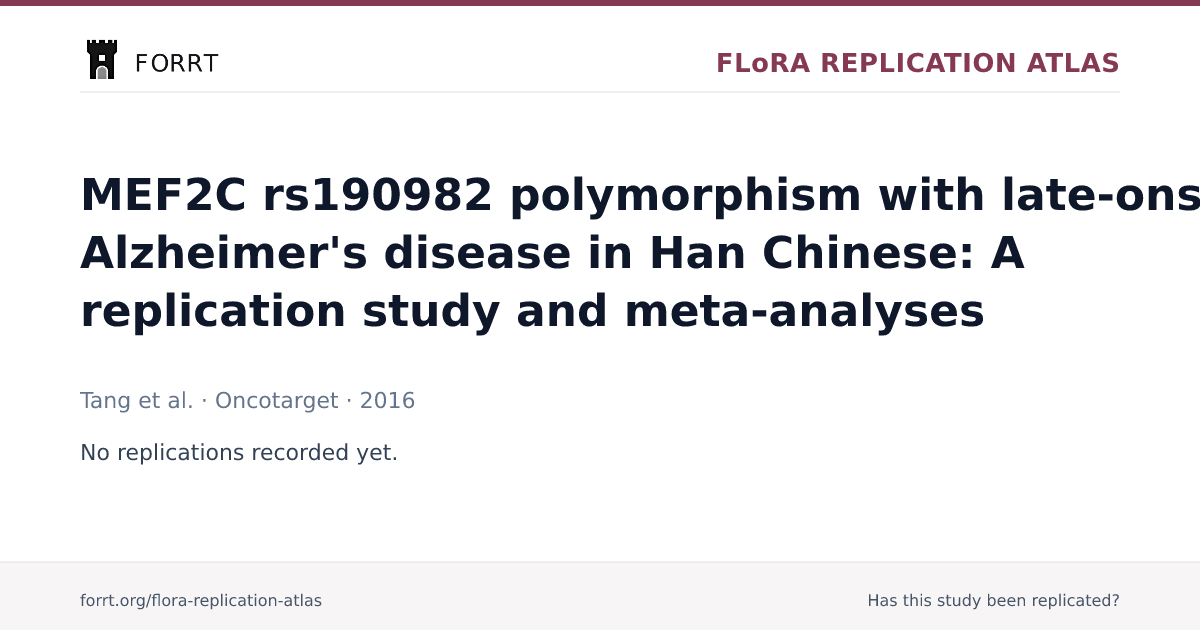 FORRT
FLoRA REPLICATION ATLAS
MEF2C rs190982 polymorphism with late-ons
Alzheimer's disease in Han Chinese: A
replication study and meta-analyses
Tang et al. · Oncotarget · 2016
No replications recorded yet.
forrt.org/flora-replication-atlas
Has this study been replicated?